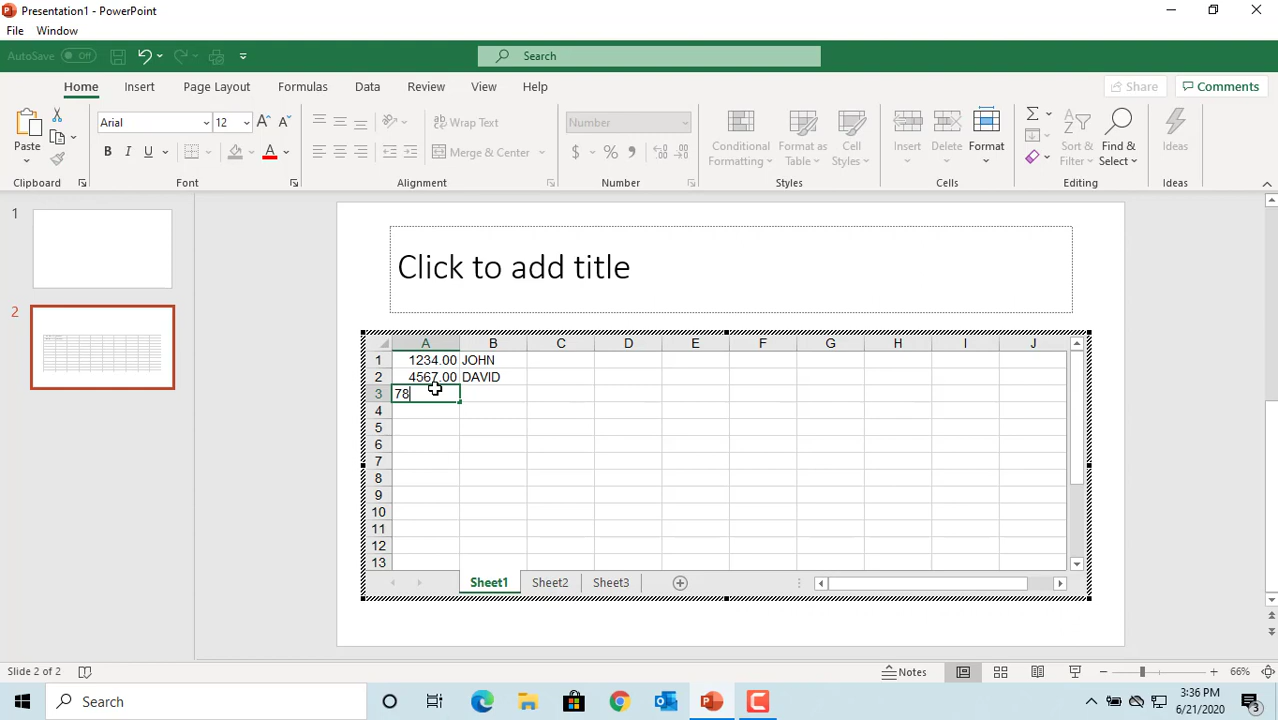 Presentation1 - PowerPoint
File Window
AutoSave Off Search
Home Insert Page Layout Formulas Data Review View Help Share Comments
Arial 12 Wrap Text Number
Paste B I U A Merge & Center $ % Conditional Formatting Format as Table Cell Styles Insert Delete Format Sort & Filter Find & Select Ideas
Clipboard Font Alignment Number Styles Cells Editing Ideas
1
2
Click to add title
A B C D E F G H I J
1 1234.00 JOHN
2 4567.00 DAVID
3 78
4
5
6
7
8
9
10
11
12
13
Sheet1 Sheet2 Sheet3
Slide 2 of 2 Notes 66%
Search 3:36 PM
6/21/2020 3